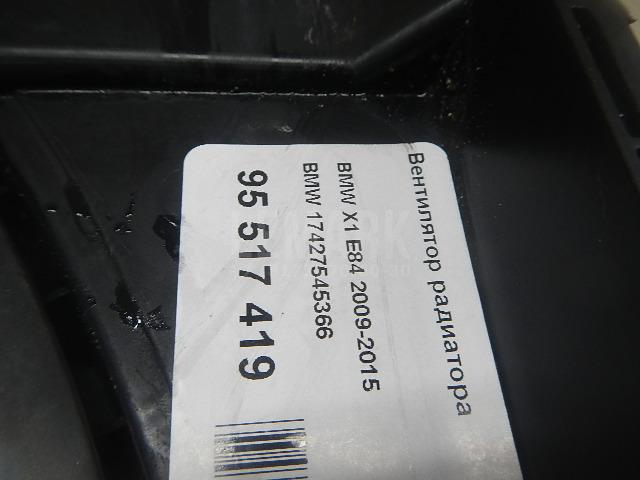 Вентилятор радиатора
BMW X1 E84 2009-2015
BMW 17427545366
95 517 419